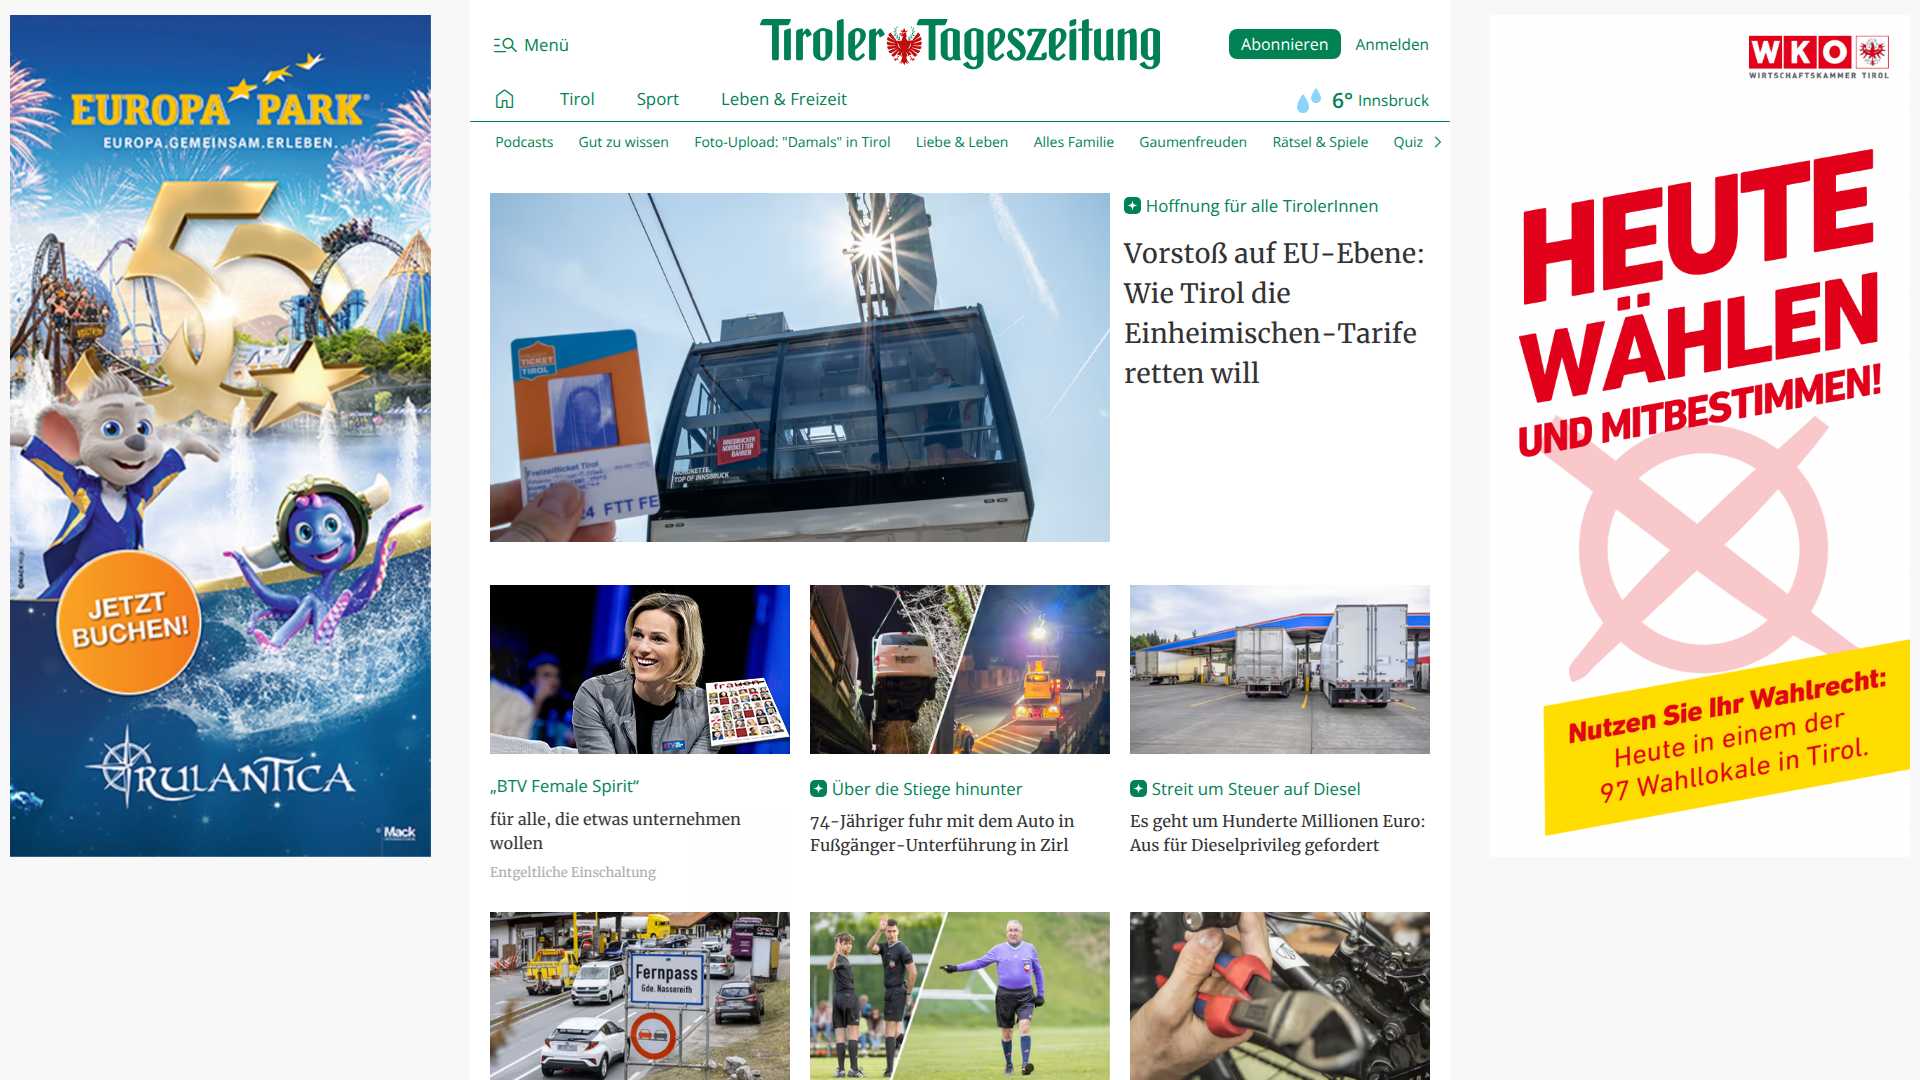 Menü
Tiroler Tageszeitung
Abonnieren
Anmelden
Tirol
Sport
Leben & Freizeit
6° Innsbruck
Podcasts
Gut zu wissen
Foto-Upload: "Damals" in Tirol
Liebe & Leben
Alles Familie
Gaumenfreuden
Rätsel & Spiele
Quiz
EUROPA PARK
EUROPA.GEMEINSAM.ERLEBEN.
50
JETZT
BUCHEN!
RULANTICA
Mack
TICKET
TIROL
Freizeitticket Tirol
24 FTT FE
INNSBRUCKER
NORDKETTEN
BAHNEN
NORDKETTE.
TOP OF INNSBRUCK
Hoffnung für alle TirolerInnen
Vorstoß auf EU-Ebene:
Wie Tirol die
Einheimischen-Tarife
retten will
frauen
„BTV Female Spirit“
für alle, die etwas unternehmen
wollen
Entgeltliche Einschaltung
Über die Stiege hinunter
74-Jähriger fuhr mit dem Auto in
Fußgänger-Unterführung in Zirl
Streit um Steuer auf Diesel
Es geht um Hunderte Millionen Euro:
Aus für Dieselprivileg gefordert
Fernpass
Gde. Nassereith
WKO
WIRTSCHAFTSKAMMER TIROL
HEUTE
WÄHLEN
UND MITBESTIMMEN!
Nutzen Sie Ihr Wahlrecht:
Heute in einem der
97 Wahllokale in Tirol.